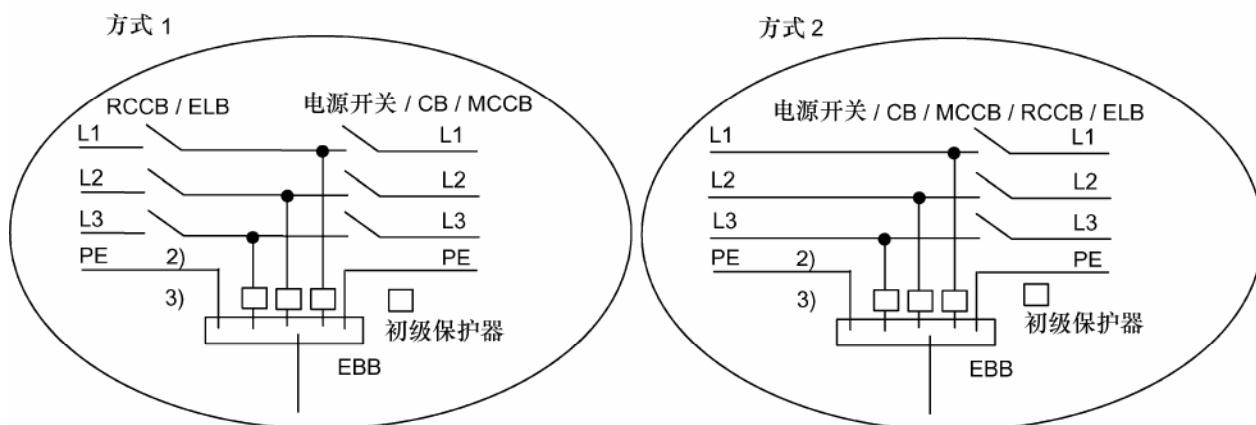 方式 1
RCCB / ELB
电源开关 / CB / MCCB
L1
L1
L2
L2
L3
L3
PE
2)
PE
3)
初级保护器
EBB
方式 2
电源开关 / CB / MCCB / RCCB / ELB
L1
L1
L2
L2
L3
L3
PE
2)
PE
3)
初级保护器
EBB